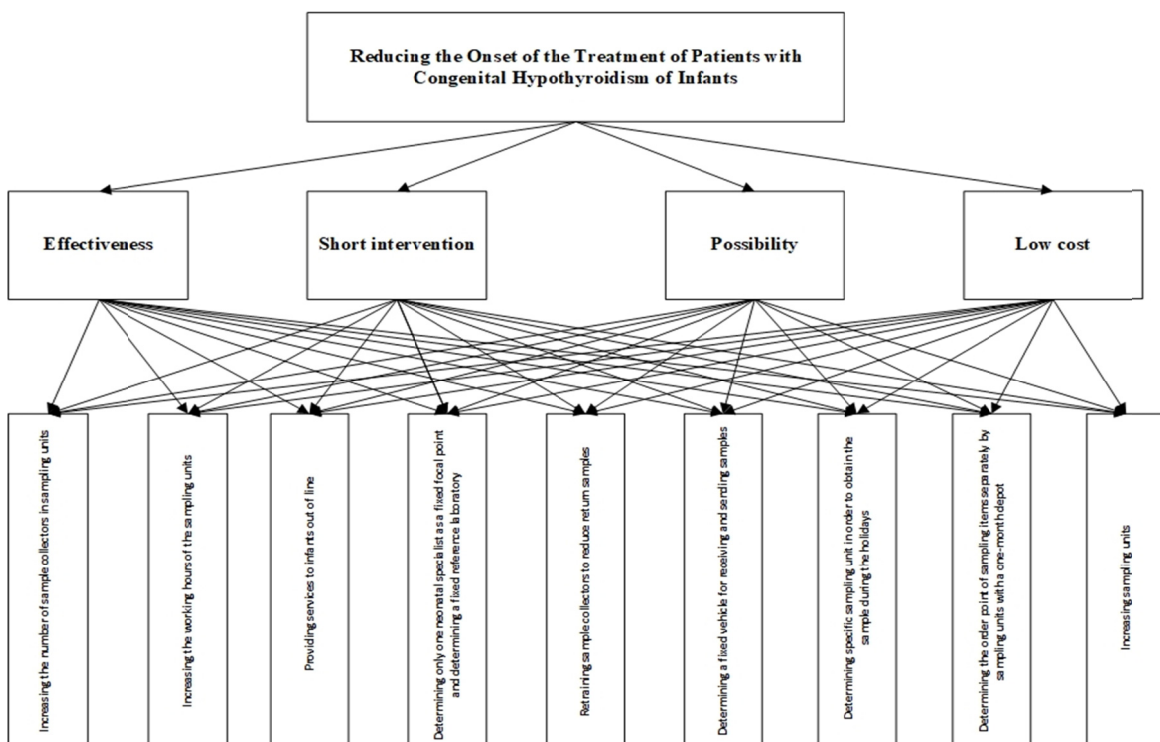 Reducing the Onset of the Treatment of Patients with
Congenital Hypothyroidism of Infants
Effectiveness
Short intervention
Possibility
Low cost
Increasing the number of sample collectors in sampling units
Increasing the working hours of the sampling units
Providing services to infants out of line
Determining only one neonatal specialist as a fixed focal point
and determining a fixed reference laboratory
Retraining sample collectors to reduce return samples
Determining a fixed vehicle for receiving and sending samples
Determining specific sampling unit in order to obtain the
sample during the holidays
Determining the order point of sampling items separately by
sampling units with a one-month depot
Increasing sampling units